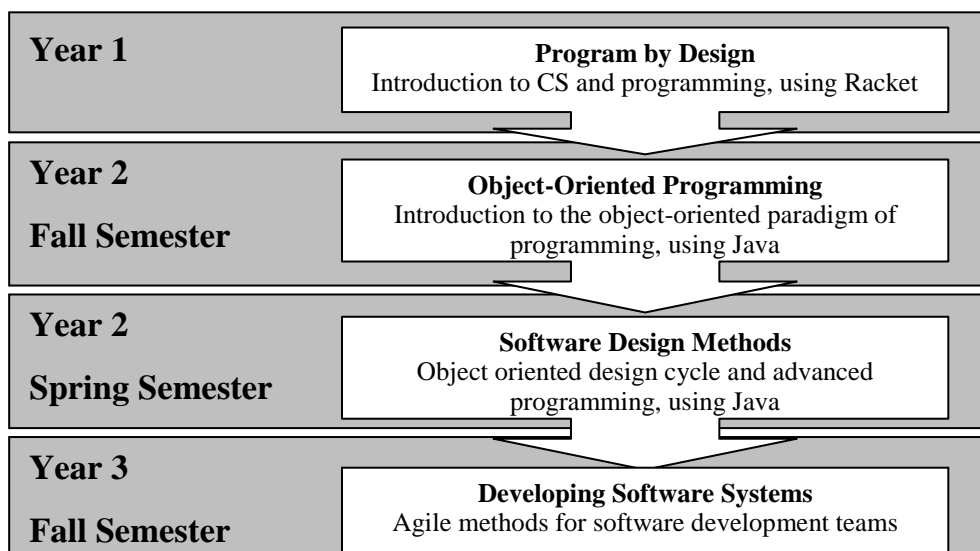 Year 1
Program by Design
Introduction to CS and programming, using Racket
Year 2
Fall Semester
Object-Oriented Programming
Introduction to the object-oriented paradigm of
programming, using Java
Year 2
Spring Semester
Software Design Methods
Object oriented design cycle and advanced
programming, using Java
Year 3
Fall Semester
Developing Software Systems
Agile methods for software development teams